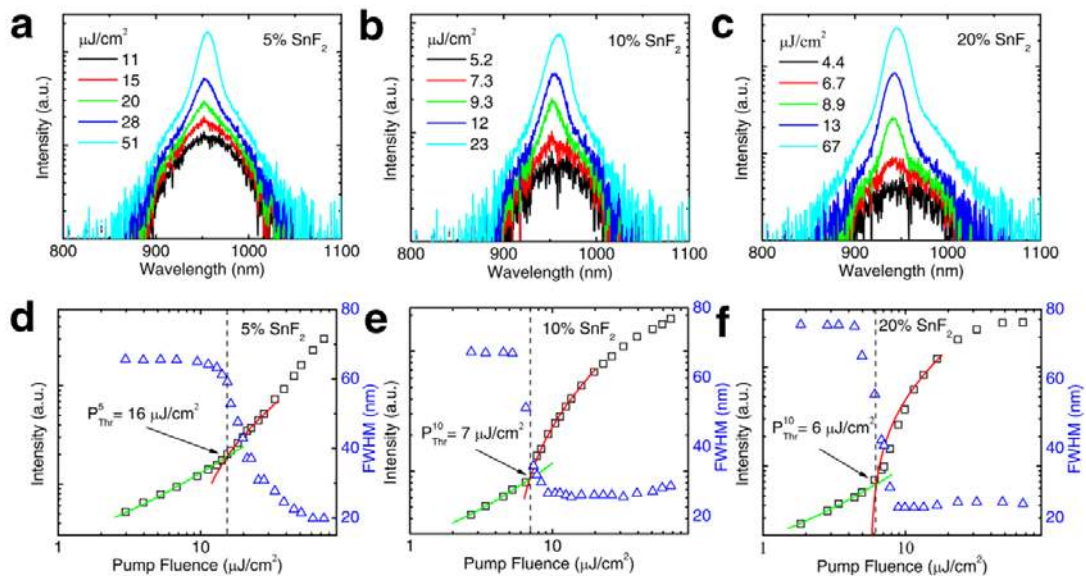 a
μJ/cm²
5% SnF₂
11
15
20
28
51
Intensity (a.u.)
800 900 1000 1100
Wavelength (nm)
b
μJ/cm²
10% SnF₂
5.2
7.3
9.3
12
23
Intensity (a.u.)
800 900 1000 1100
Wavelength (nm)
c
μJ/cm²
20% SnF₂
4.4
6.7
8.9
13
67
Intensity (a.u.)
800 900 1000 1100
Wavelength (nm)
d
5% SnF₂
P⁵Thr = 16 μJ/cm²
Intensity (a.u.)
80
60
40
20
FWHM (nm)
1 10
Pump Fluence (μJ/cm²)
e
10% SnF₂
P¹⁰Thr = 7 μJ/cm²
Intensity (a.u.)
80
60
40
20
FWHM (nm)
1 10
Pump Fluence (μJ/cm²)
f
20% SnF₂
P¹⁰Thr = 6 μJ/cm²
Intensity (a.u.)
80
60
40
20
FWHM (nm)
1 10
Pump Fluence (μJ/cm²)